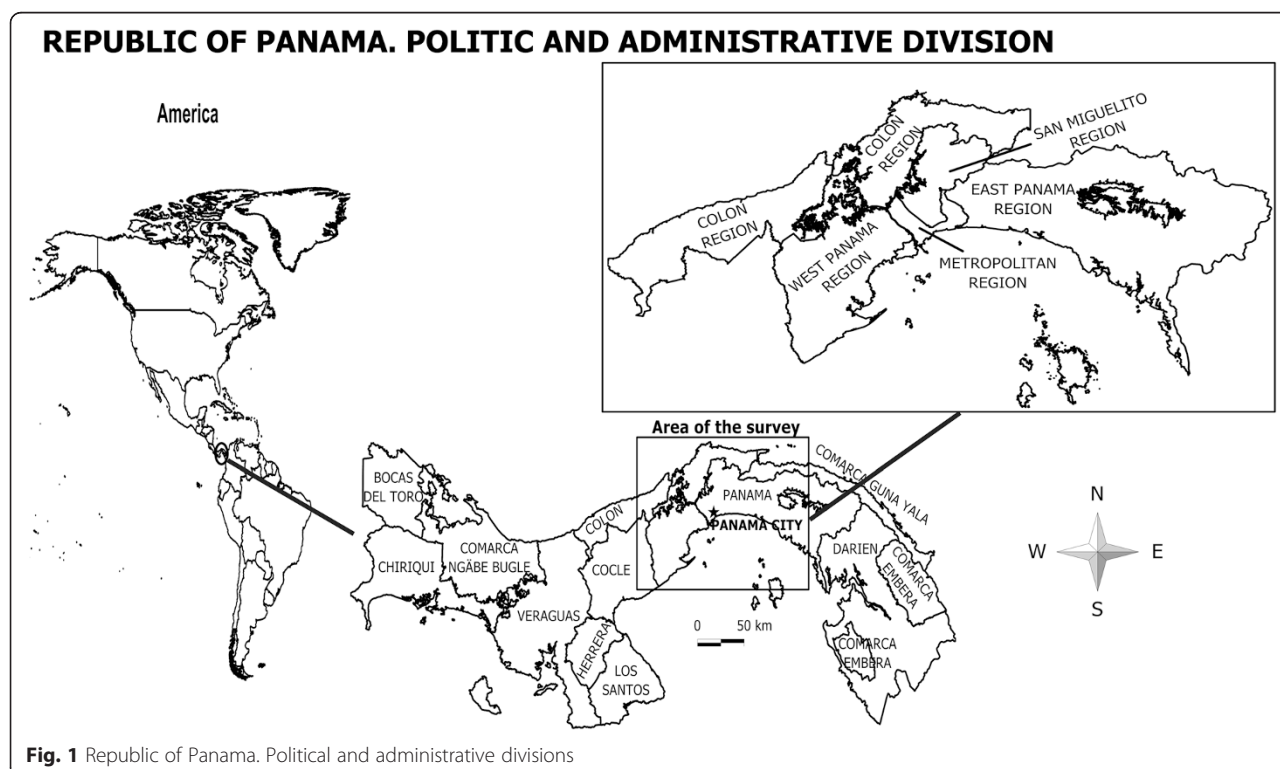 REPUBLIC OF PANAMA. POLITIC AND ADMINISTRATIVE DIVISION
America
SAN MIGUELITO
REGION
COLON
REGION
EAST PANAMA
REGION
COLON
REGION
WEST PANAMA
REGION
METROPOLITAN
REGION
Area of the survey
COMARCA GUNA YALA
BOCAS
DEL TORO
PANAMA
COLON
PANAMA CITY
N
W
E
S
CHIRIQUI
COMARCA
NGÄBE BUGLE
COCLE
DARIEN
COMARCA
EMBERA
VERAGUAS
0 50 km
HERRERA
LOS
SANTOS
COMARCA
EMBERA
Fig. 1 Republic of Panama. Political and administrative divisions